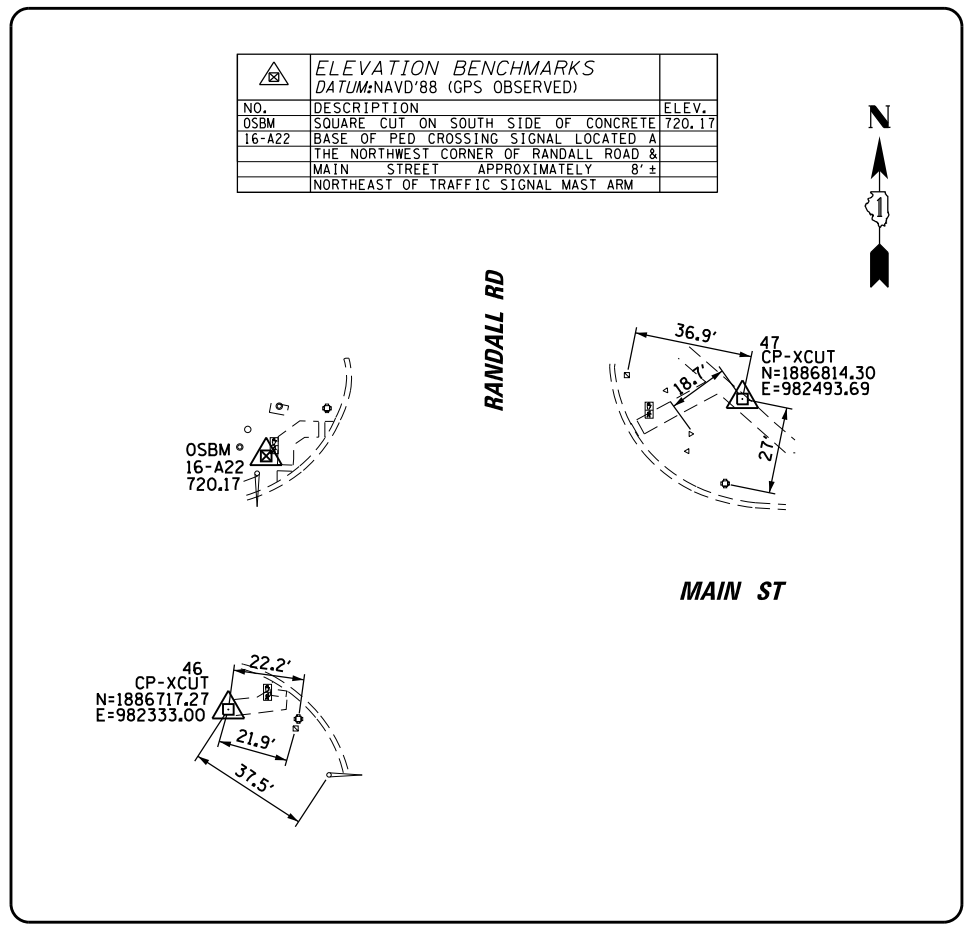 ELEVATION BENCHMARKS
DATUM:NAVD'88 (GPS OBSERVED)
NO. DESCRIPTION ELEV.
OSBM SQUARE CUT ON SOUTH SIDE OF CONCRETE 720.17
16-A22 BASE OF PED CROSSING SIGNAL LOCATED A
THE NORTHWEST CORNER OF RANDALL ROAD &
MAIN STREET APPROXIMATELY 8' ±
NORTHEAST OF TRAFFIC SIGNAL MAST ARM
N
1
RANDALL RD
36.9'
47
CP-XCUT
N=1886814.30
E=982493.69
18.7'
27'
OSBM
16-A22
720.17
MAIN ST
46
CP-XCUT
N=1886717.27
E=982333.00
22.2'
21.9'
37.5'